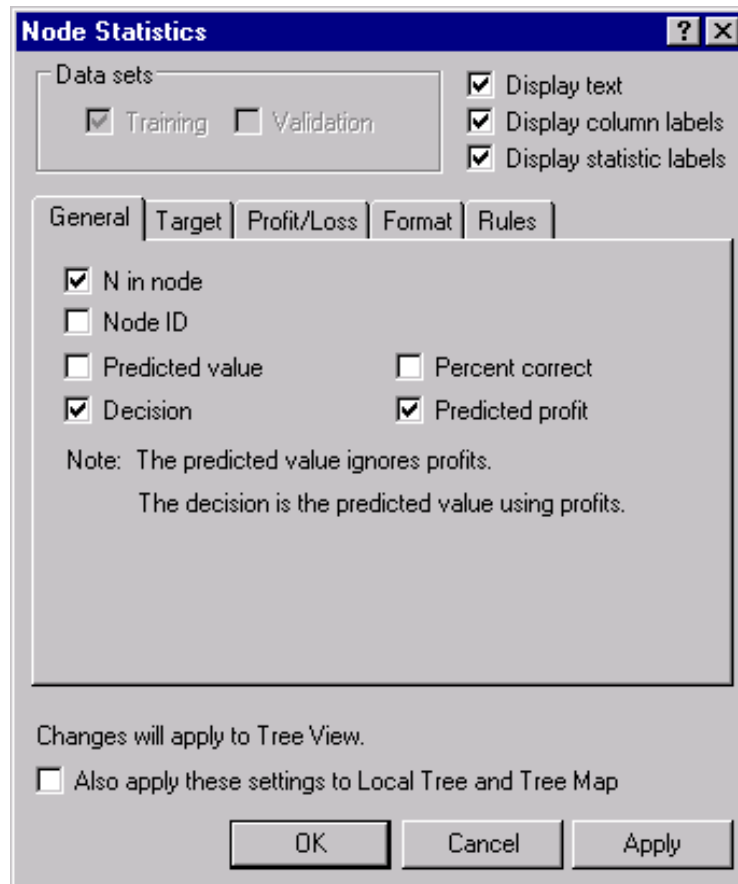 Node Statistics
Data sets
Training Validation
Display text
Display column labels
Display statistic labels
General Target Profit/Loss Format Rules
N in node
Node ID
Predicted value Percent correct
Decision Predicted profit
Note: The predicted value ignores profits.
The decision is the predicted value using profits.
Changes will apply to Tree View.
Also apply these settings to Local Tree and Tree Map
OK Cancel Apply